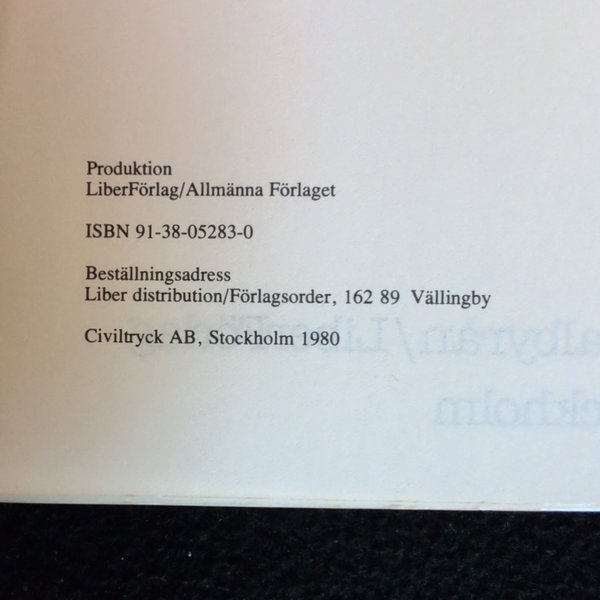 Produktion
LiberFörlag/Allmänna Förlaget
ISBN 91-38-05283-0
Beställningsadress
Liber distribution/Förlagsorder, 162 89 Vällingby
Civiltryck AB, Stockholm 1980